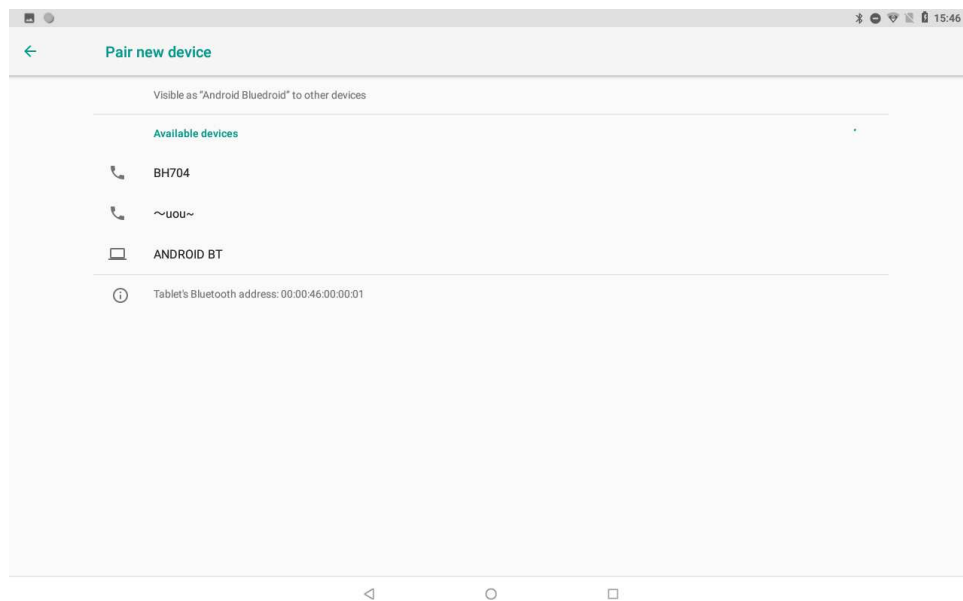 15:46
Pair new device
Visible as “Android Bluedroid” to other devices
Available devices
BH704
～uou~
ANDROID BT
Tablet's Bluetooth address: 00:00:46:00:00:01